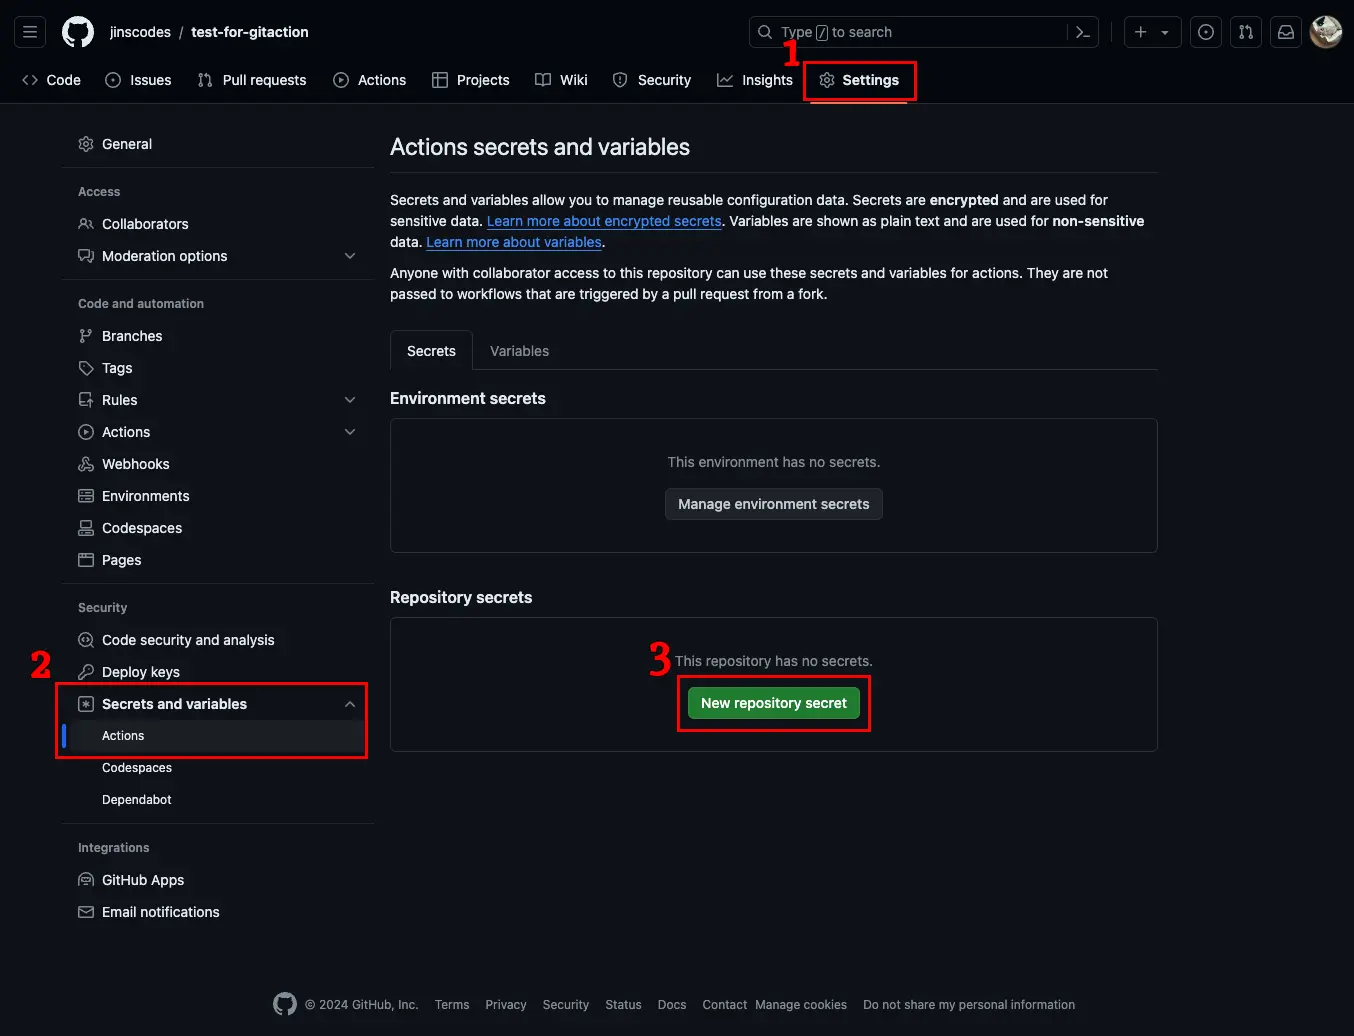 jinscodes / test-for-gitaction
Type / to search
1
Code
Issues
Pull requests
Actions
Projects
Wiki
Security
Insights
Settings
General
Access
Collaborators
Moderation options
Code and automation
Branches
Tags
Rules
Actions
Webhooks
Environments
Codespaces
Pages
Security
Code security and analysis
2
Deploy keys
Secrets and variables
Actions
Codespaces
Dependabot
Integrations
GitHub Apps
Email notifications
Actions secrets and variables
Secrets and variables allow you to manage reusable configuration data. Secrets are encrypted and are used for
sensitive data. Learn more about encrypted secrets. Variables are shown as plain text and are used for non-sensitive
data. Learn more about variables.
Anyone with collaborator access to this repository can use these secrets and variables for actions. They are not
passed to workflows that are triggered by a pull request from a fork.
Secrets
Variables
Environment secrets
This environment has no secrets.
Manage environment secrets
Repository secrets
3
This repository has no secrets.
New repository secret
© 2024 GitHub, Inc.
Terms
Privacy
Security
Status
Docs
Contact
Manage cookies
Do not share my personal information